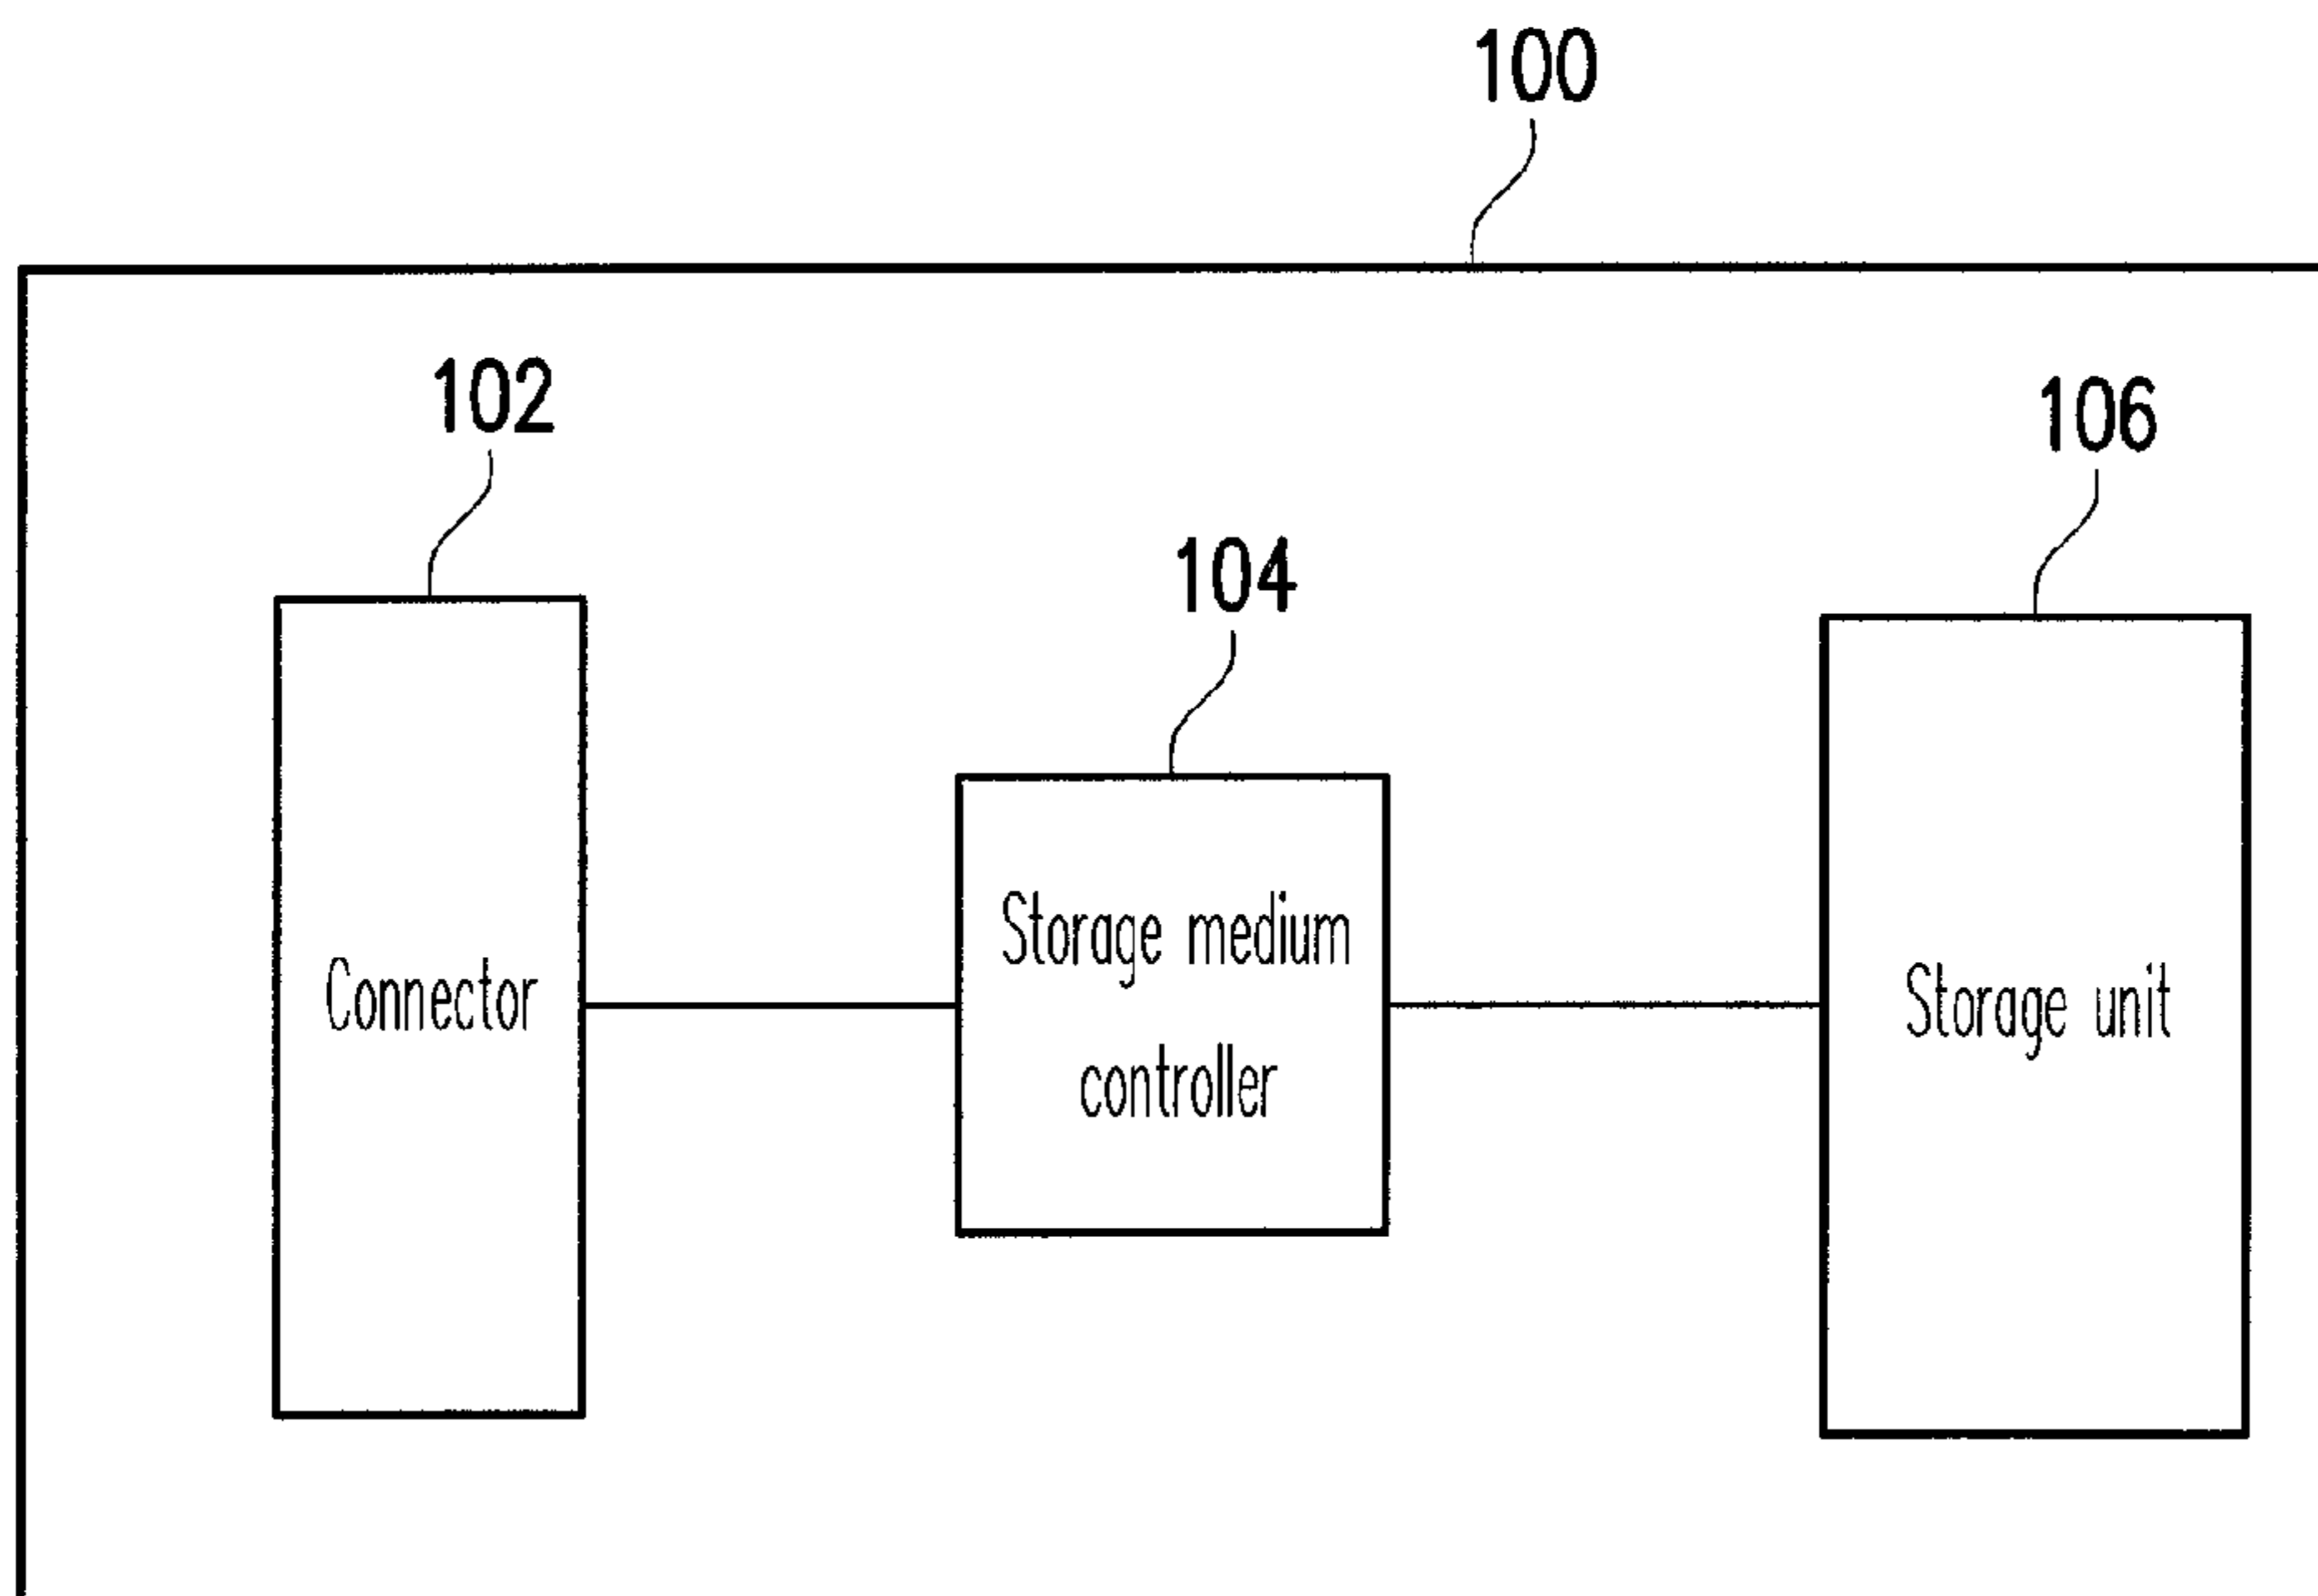 100
102
106
104
Storage medium
controller
Connector
Storage unit